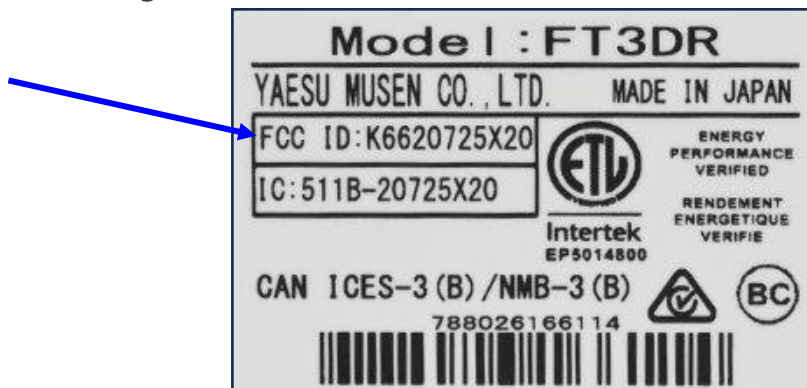 Model:FT3DR
YAESU MUSEN CO.,LTD. MADE IN JAPAN
FCC ID:K6620725X20
IC:511B-20725X20
ETL
Intertek
EP5014800
ENERGY
PERFORMANCE
VERIFIED
RENDEMENT
ENERGETIQUE
VERIFIE
CAN ICES-3(B)/NMB-3(B)
BC
788026166114